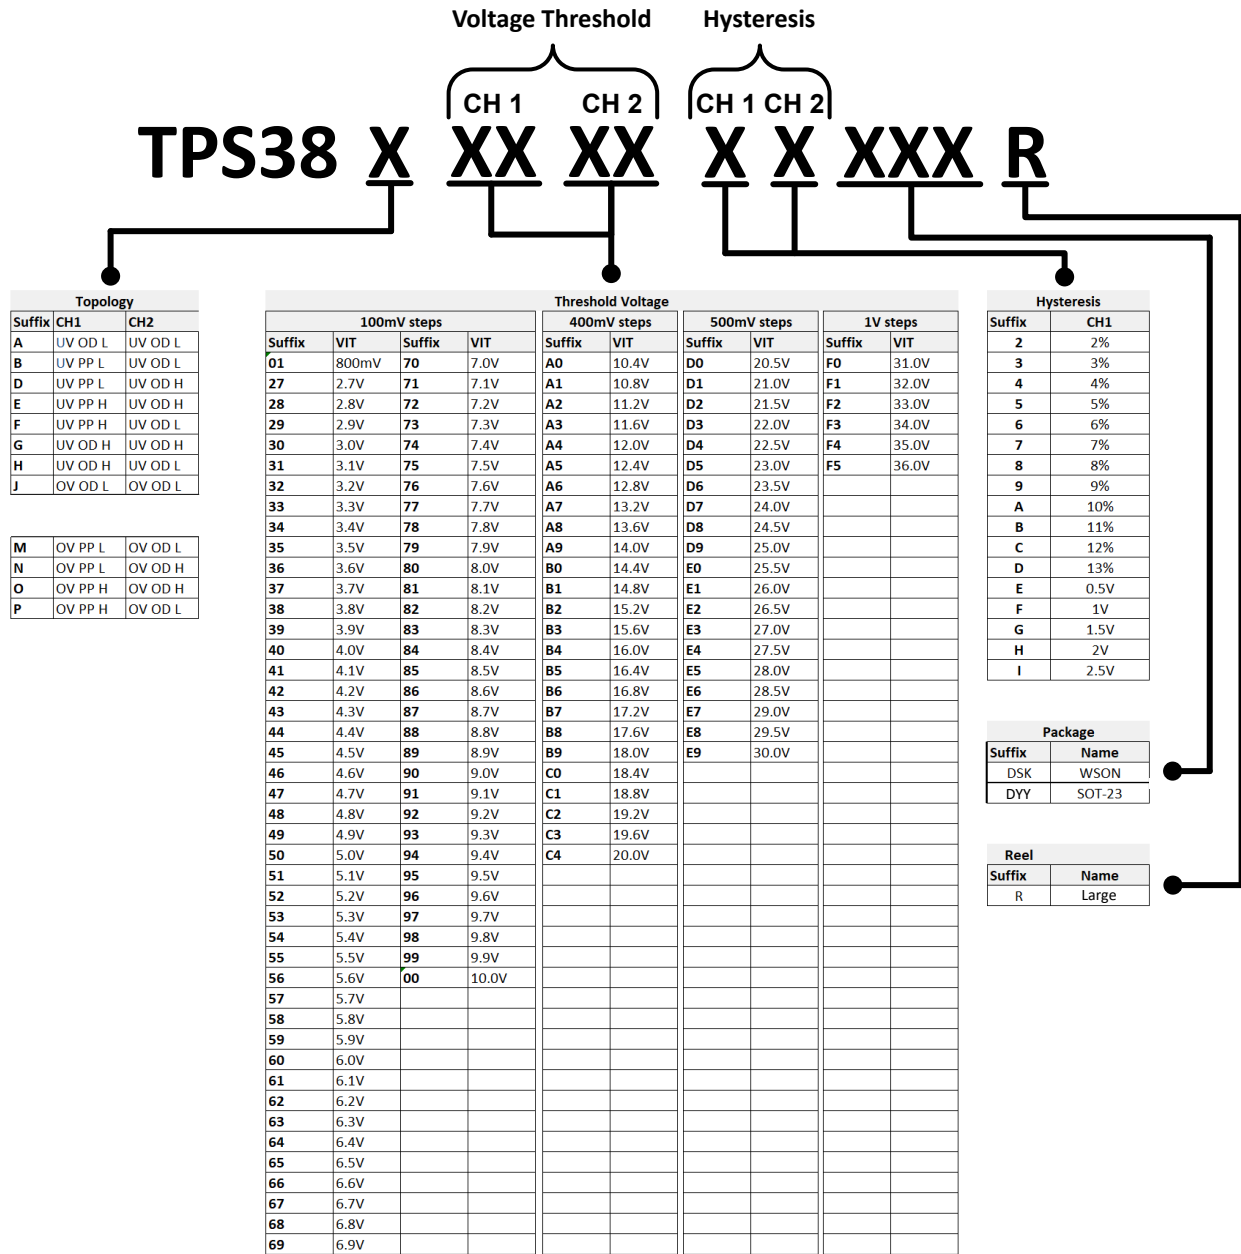 Voltage Threshold Hysteresis
CH 1 CH 2 CH 1 CH 2
TPS38 X XX XX X X XXX R
Topology
Suffix CH1 CH2
A UV OD L UV OD L
B UV PP L UV OD L
D UV PP L UV OD H
E UV PP H UV OD H
F UV PP H UV OD L
G UV OD H UV OD H
H UV OD H UV OD L
J OV OD L OV OD L
M OV PP L OV OD L
N OV PP L OV OD H
O OV PP H OV OD H
P OV PP H OV OD L
Threshold Voltage
100mV steps 400mV steps 500mV steps 1V steps
Suffix VIT Suffix VIT Suffix VIT Suffix VIT Suffix VIT
01 800mV 70 7.0V A0 10.4V D0 20.5V F0 31.0V
27 2.7V 71 7.1V A1 10.8V D1 21.0V F1 32.0V
28 2.8V 72 7.2V A2 11.2V D2 21.5V F2 33.0V
29 2.9V 73 7.3V A3 11.6V D3 22.0V F3 34.0V
30 3.0V 74 7.4V A4 12.0V D4 22.5V F4 35.0V
31 3.1V 75 7.5V A5 12.4V D5 23.0V F5 36.0V
32 3.2V 76 7.6V A6 12.8V D6 23.5V
33 3.3V 77 7.7V A7 13.2V D7 24.0V
34 3.4V 78 7.8V A8 13.6V D8 24.5V
35 3.5V 79 7.9V A9 14.0V D9 25.0V
36 3.6V 80 8.0V B0 14.4V E0 25.5V
37 3.7V 81 8.1V B1 14.8V E1 26.0V
38 3.8V 82 8.2V B2 15.2V E2 26.5V
39 3.9V 83 8.3V B3 15.6V E3 27.0V
40 4.0V 84 8.4V B4 16.0V E4 27.5V
41 4.1V 85 8.5V B5 16.4V E5 28.0V
42 4.2V 86 8.6V B6 16.8V E6 28.5V
43 4.3V 87 8.7V B7 17.2V E7 29.0V
44 4.4V 88 8.8V B8 17.6V E8 29.5V
45 4.5V 89 8.9V B9 18.0V E9 30.0V
46 4.6V 90 9.0V C0 18.4V
47 4.7V 91 9.1V C1 18.8V
48 4.8V 92 9.2V C2 19.2V
49 4.9V 93 9.3V C3 19.6V
50 5.0V 94 9.4V C4 20.0V
51 5.1V 95 9.5V
52 5.2V 96 9.6V
53 5.3V 97 9.7V
54 5.4V 98 9.8V
55 5.5V 99 9.9V
56 5.6V 00 10.0V
57 5.7V
58 5.8V
59 5.9V
60 6.0V
61 6.1V
62 6.2V
63 6.3V
64 6.4V
65 6.5V
66 6.6V
67 6.7V
68 6.8V
69 6.9V
Hysteresis
Suffix CH1
2 2%
3 3%
4 4%
5 5%
6 6%
7 7%
8 8%
9 9%
A 10%
B 11%
C 12%
D 13%
E 0.5V
F 1V
G 1.5V
H 2V
I 2.5V
Package
Suffix Name
DSK WSON
DYY SOT-23
Reel
Suffix Name
R Large